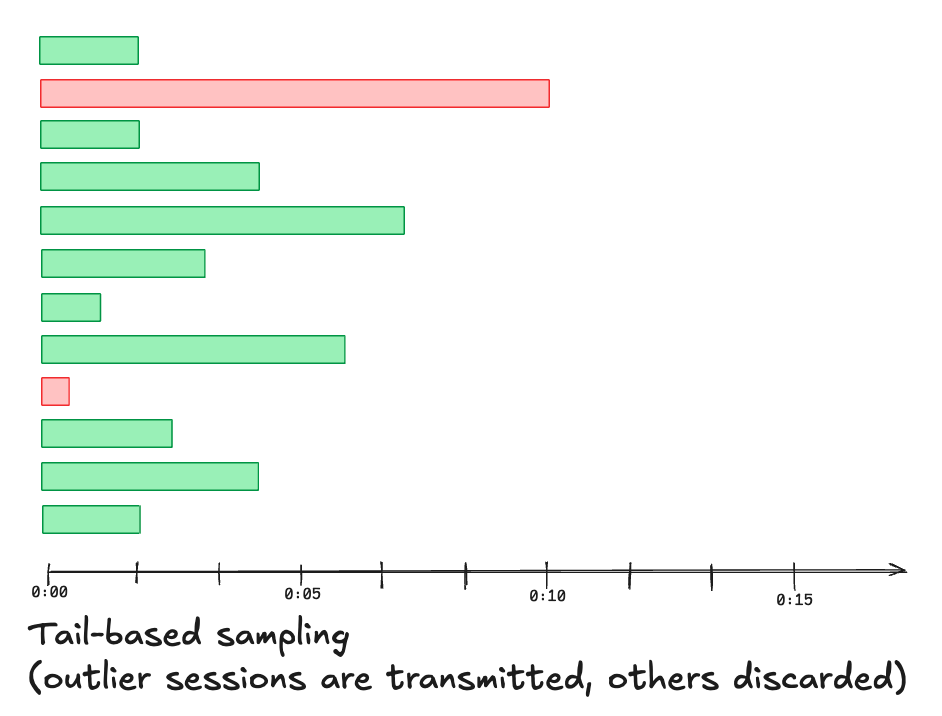 0:00 0:05 0:10 0:15
Tail-based sampling
(outlier sessions are transmitted, others discarded)